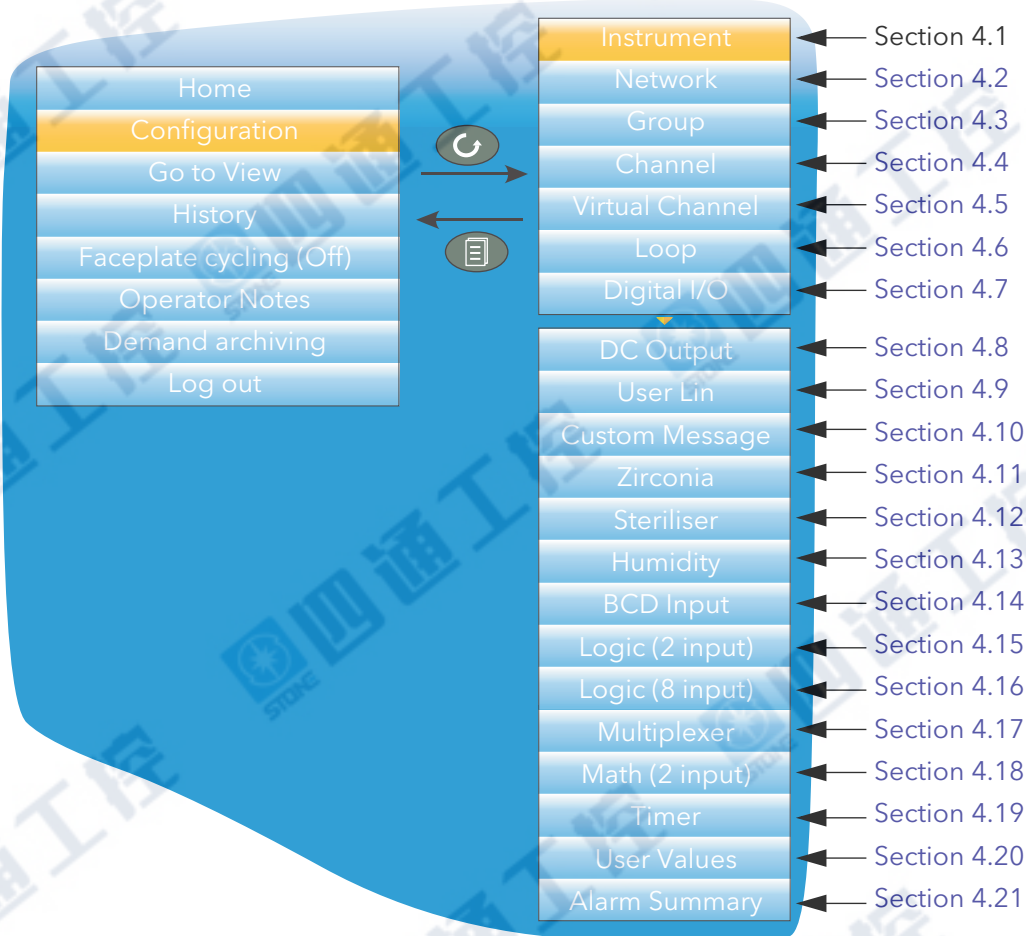 Home
Configuration
Go to View
History
Faceplate cycling (Off)
Operator Notes
Demand archiving
Log out
Instrument
Network
Group
Channel
Virtual Channel
Loop
Digital I/O
DC Output
User Lin
Custom Message
Zirconia
Steriliser
Humidity
BCD Input
Logic (2 input)
Logic (8 input)
Multiplexer
Math (2 input)
Timer
User Values
Alarm Summary
Section 4.1
Section 4.2
Section 4.3
Section 4.4
Section 4.5
Section 4.6
Section 4.7
Section 4.8
Section 4.9
Section 4.10
Section 4.11
Section 4.12
Section 4.13
Section 4.14
Section 4.15
Section 4.16
Section 4.17
Section 4.18
Section 4.19
Section 4.20
Section 4.21
四通工控
STONE